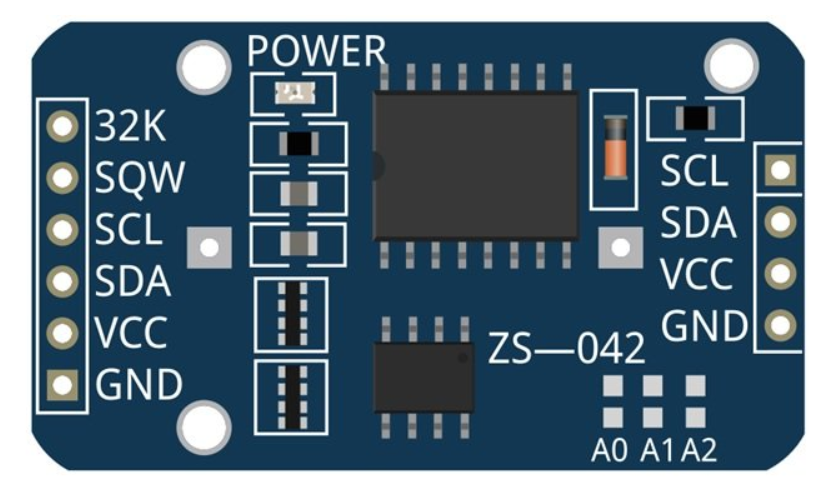 POWER
32K
SQW
SCL
SDA
VCC
GND
SCL
SDA
VCC
GND
ZS—042
A0 A1 A2